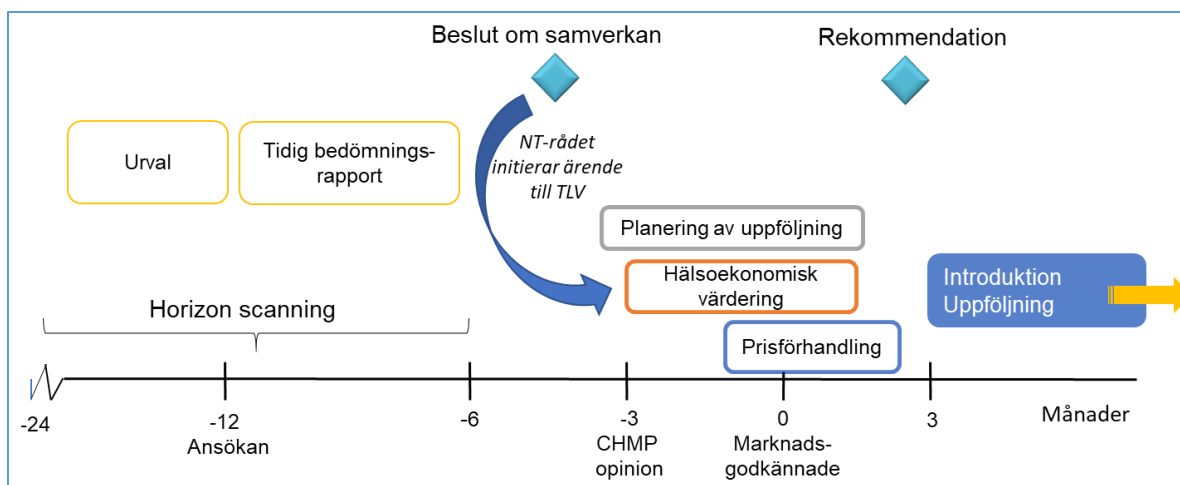 Beslut om samverkan
Rekommendation
Urval
Tidig bedömnings-
rapport
NT-rådet
initierar ärende
till TLV
Planering av uppföljning
Hälsoekonomisk
värdering
Introduktion
Uppföljning
Horizon scanning
Prisförhandling
-24
-12
-6
-3
0
3
Månader
Ansökan
CHMP
opinion
Marknads-
godkännade